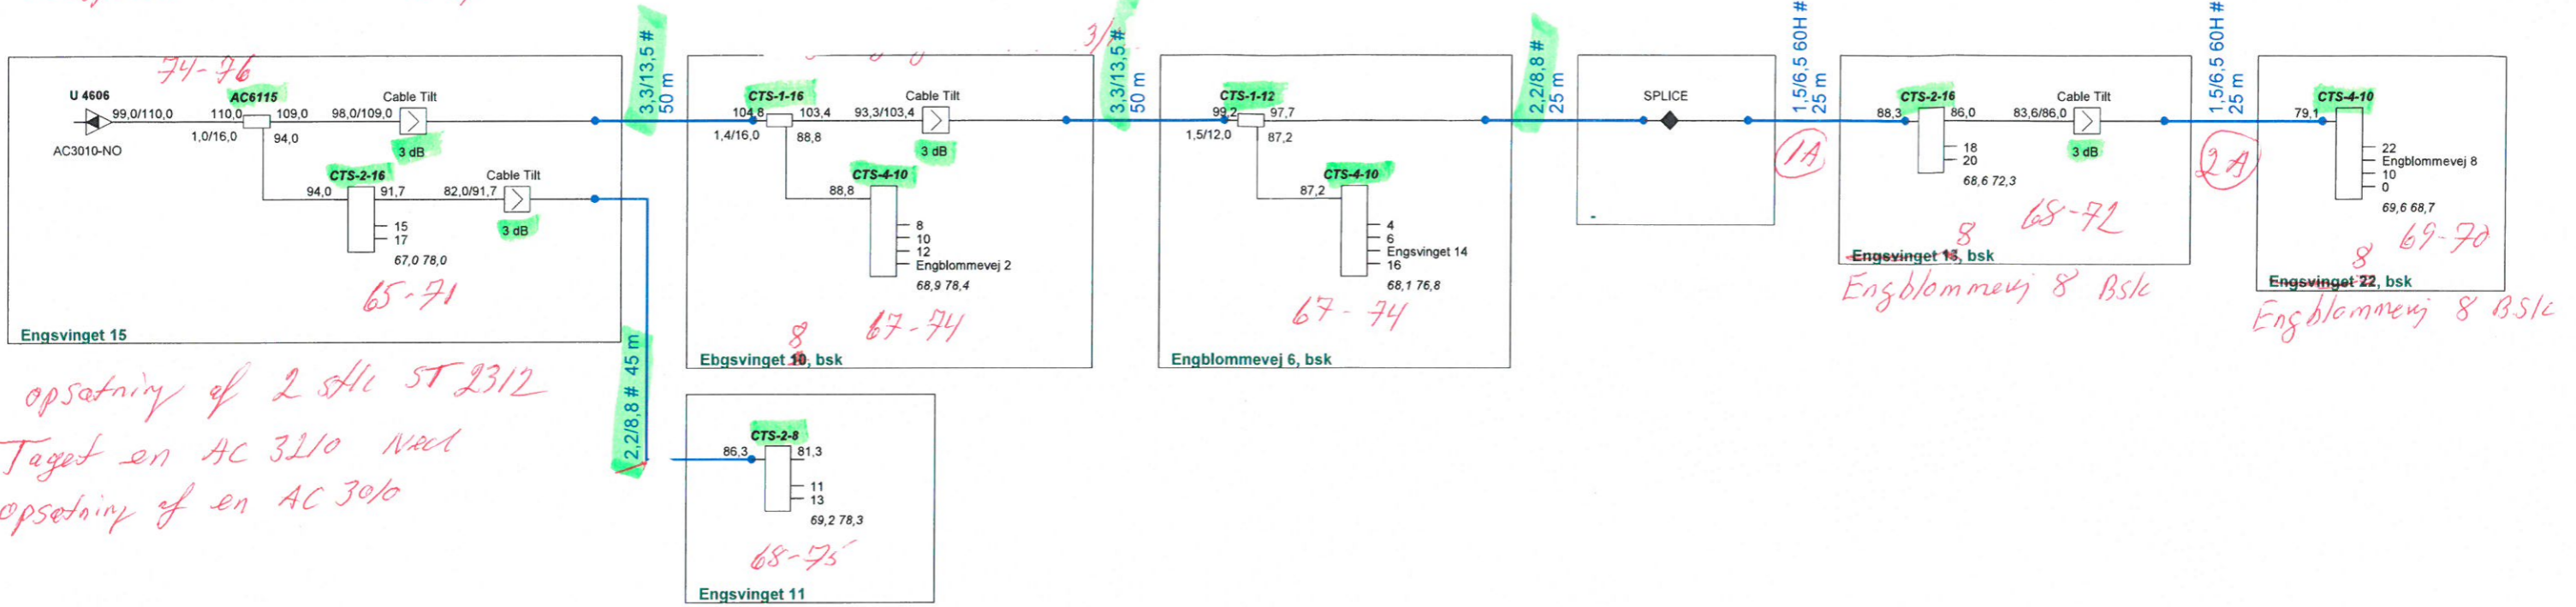 74-76
U 4606
99,0/110,0
AC3010-NO
AC6115
110,0
109,0
1,0/16,0
94,0
98,0/109,0
Cable Tilt
3 dB
CTS-2-16
94,0
91,7
82,0/91,7
Cable Tilt
3 dB
15
17
67,0 78,0
65-71
Engsvinget 15
3,3/13,5 #
50 m
2,2/8,8 # 45 m
CTS-1-16
104,8
103,4
1,4/16,0
88,8
93,3/103,4
Cable Tilt
3 dB
CTS-4-10
88,8
8
10
12
Engblommevej 2
68,9 78,4
67-74
8
Ebgsvinget 10, bsk
3,3/13,5 #
50 m
CTS-1-12
99,2
97,7
1,5/12,0
87,2
CTS-4-10
87,2
4
6
Engsvinget 14
16
68,1 76,8
67-74
Engblommevej 6, bsk
2,2/8,8 #
25 m
SPLICE
-
1,5/6,5 60H #
25 m
1A
CTS-2-16
88,3
86,0
83,6/86,0
Cable Tilt
3 dB
18
20
68,6 72,3
68-72
8
Engsvinget 13, bsk
Engblommevej 8 Bsk
1,5/6,5 60H #
25 m
2A
CTS-4-10
79,1
22
Engblommevej 8
10
0
69,6 68,7
69-70
8
Engsvinget 22, bsk
Engblommevej 8 BSK
CTS-2-8
86,3
81,3
11
13
69,2 78,3
68-75
Engsvinget 11
opsætning af 2 stk ST 2312
Taget en AC 3210 Ned
opsætning af en AC 3010